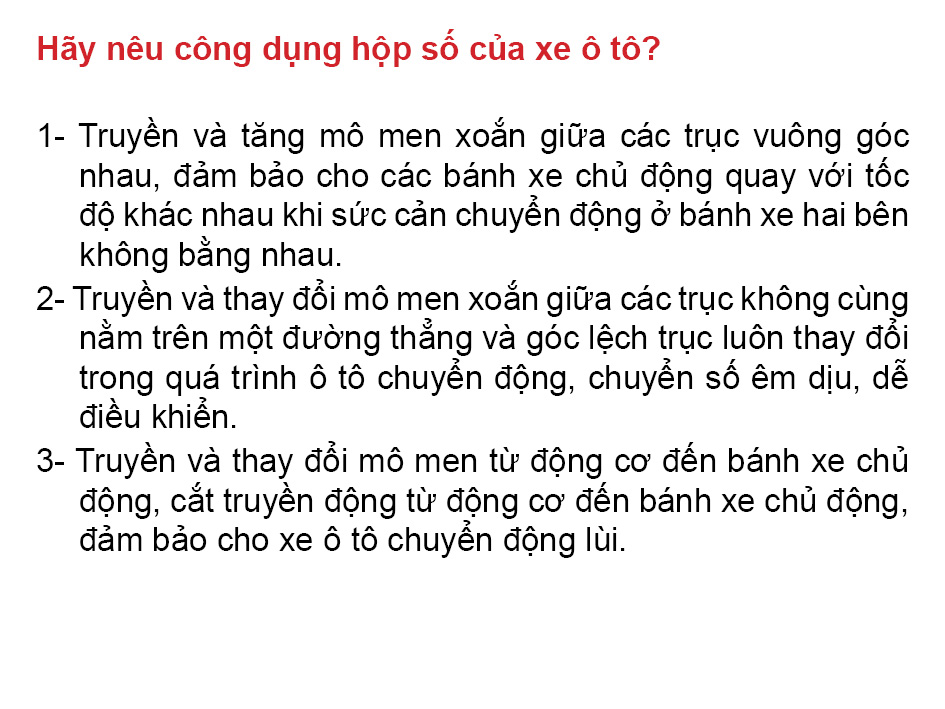 Hãy nêu công dụng hộp số của xe ô tô?
1- Truyền và tăng mô men xoắn giữa các trục vuông góc
nhau, đảm bảo cho các bánh xe chủ động quay với tốc
độ khác nhau khi sức cản chuyển động ở bánh xe hai bên
không bằng nhau.
2- Truyền và thay đổi mô men xoắn giữa các trục không cùng
nằm trên một đường thẳng và góc lệch trục luôn thay đổi
trong quá trình ô tô chuyển động, chuyển số êm dịu, dễ
điều khiển.
3- Truyền và thay đổi mô men từ động cơ đến bánh xe chủ
động, cắt truyền động từ động cơ đến bánh xe chủ động,
đảm bảo cho xe ô tô chuyển động lùi.